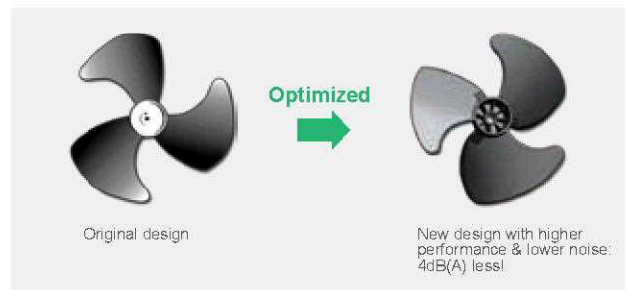 Optimized
Original design
New design with higher
performance & lower noise:
4dB(A) less!